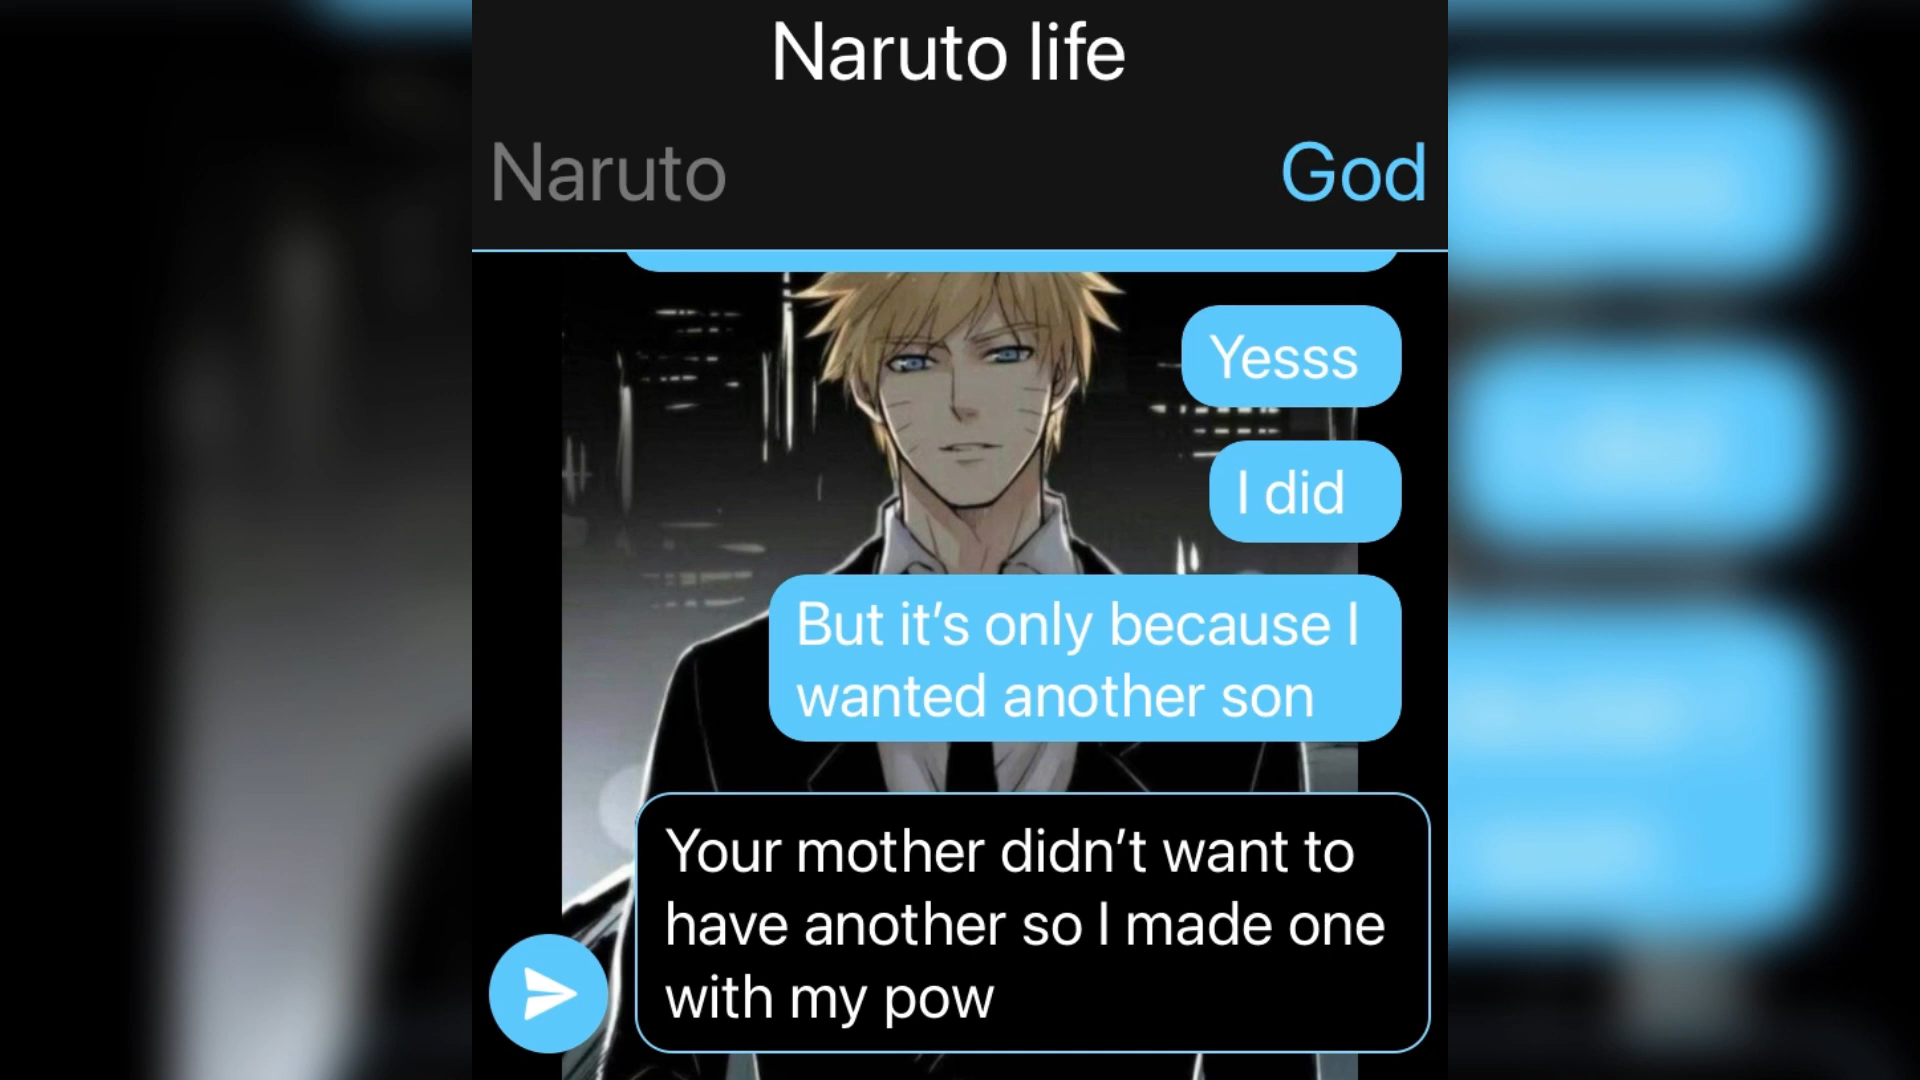 Naruto life
Naruto
God
Yesss
I did
But it’s only because I
wanted another son
Your mother didn’t want to
have another so I made one
with my pow